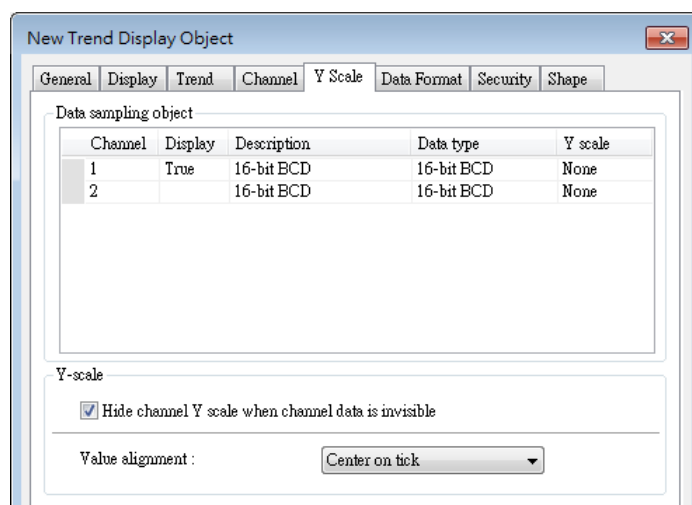 New Trend Display Object
General Display Trend Channel Y Scale Data Format Security Shape
Data sampling object
Channel Display Description Data type Y scale
1 True 16-bit BCD 16-bit BCD None
2 16-bit BCD 16-bit BCD None
Y-scale
Hide channel Y scale when channel data is invisible
Value alignment : Center on tick